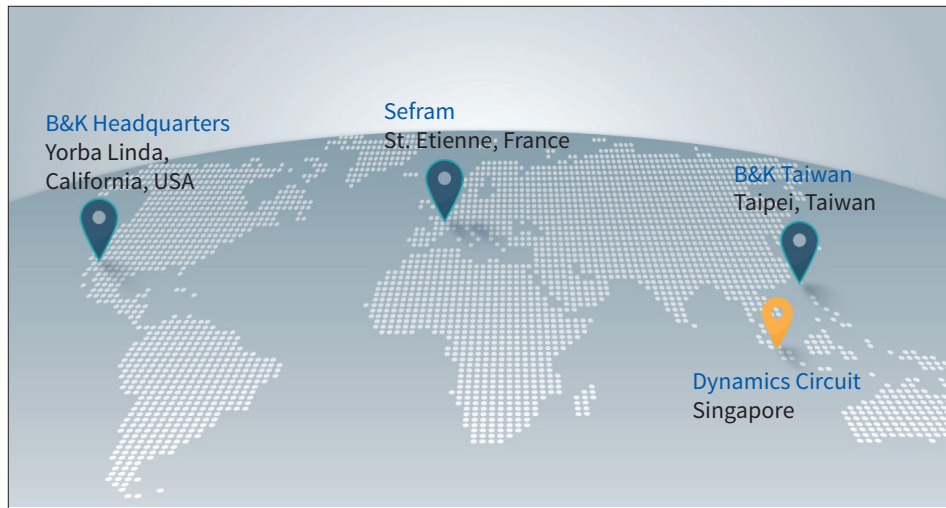 B&K Headquarters
Yorba Linda,
California, USA
Sefram
St. Etienne, France
B&K Taiwan
Taipei, Taiwan
Dynamics Circuit
Singapore